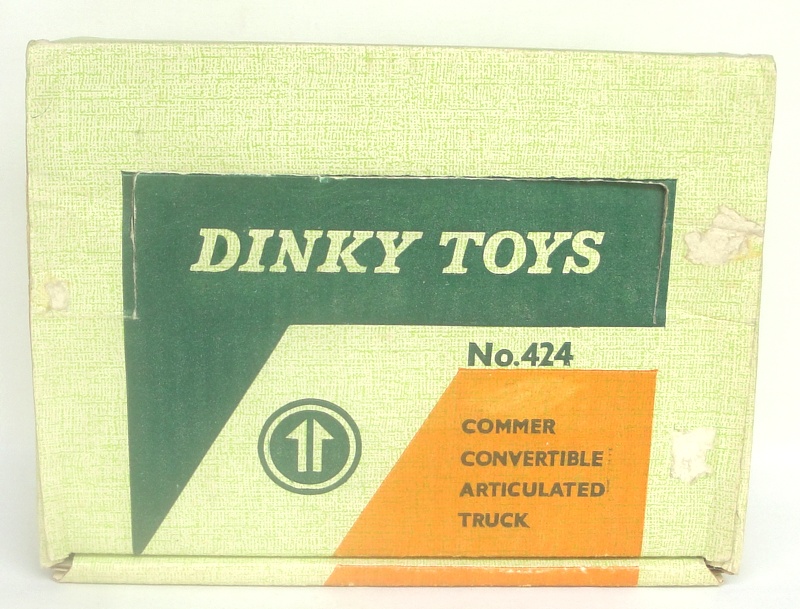 DINKY TOYS
No.424
COMMER
CONVERTIBLE
ARTICULATED
TRUCK